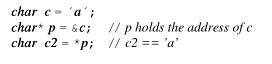 char c = ´a´;
char* p = &c; // p holds the address of c
char c2 = *p; // c2 == 'a'